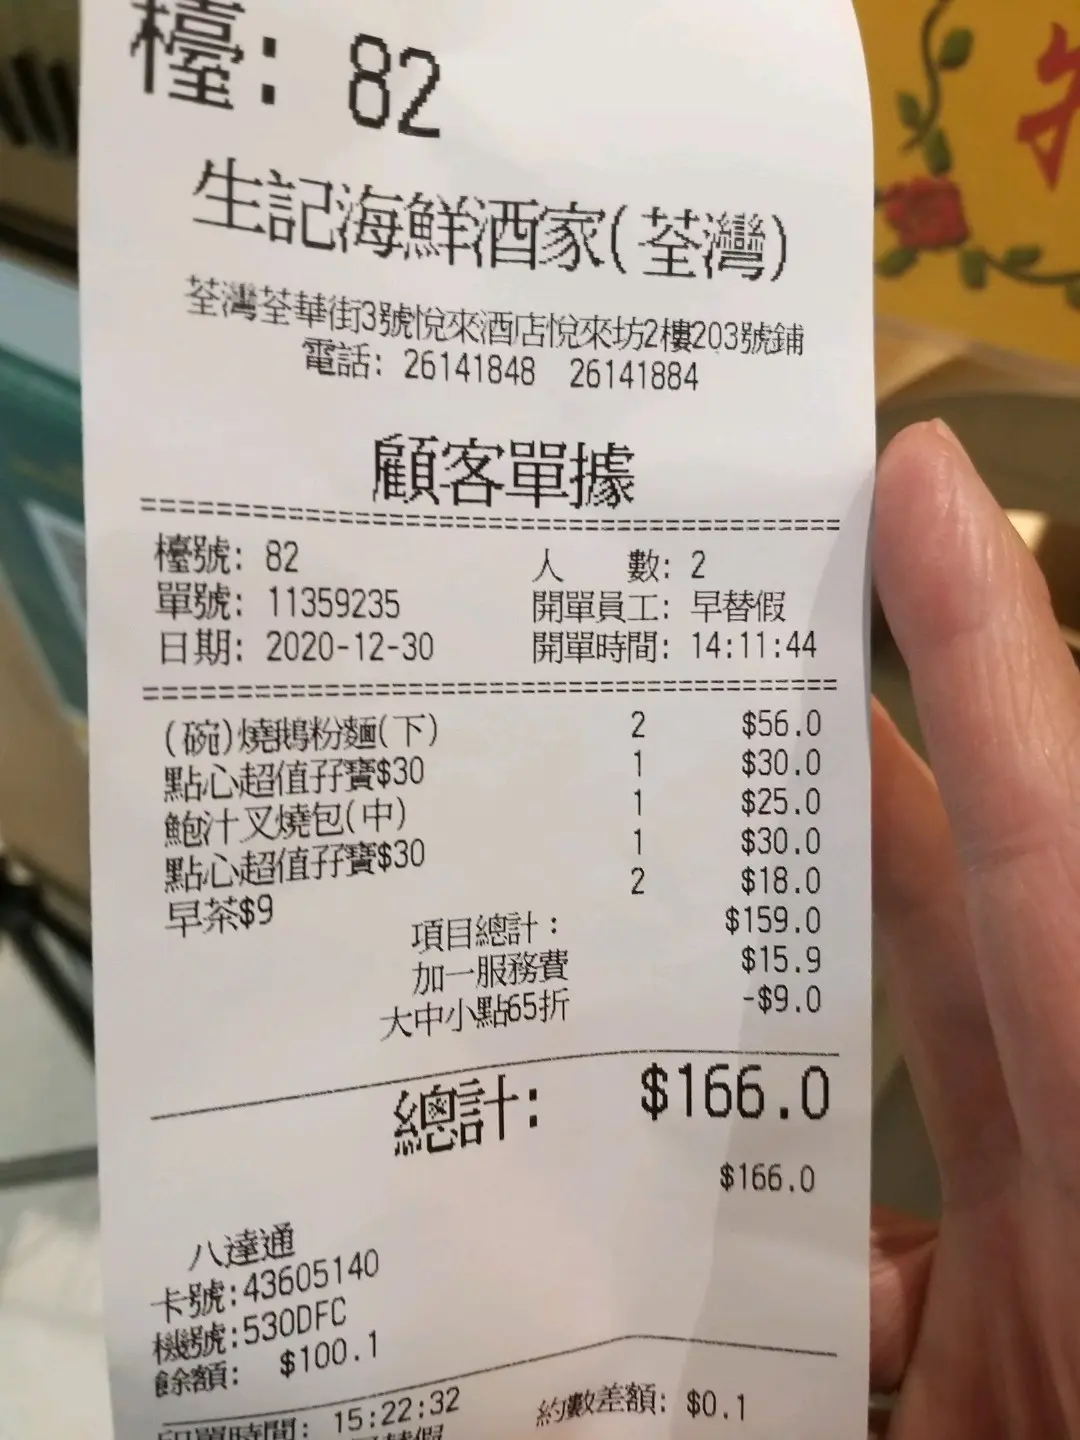 檯: 82
生記海鮮酒家(荃灣)
荃灣荃華街3號悅來酒店悅來坊2樓203號鋪
電話: 26141848 26141884
顧客單據
檯號: 82 人 數: 2
單號: 11359235 開單員工: 早替假
日期: 2020-12-30 開單時間: 14:11:44
(碗)燒鵝粉麵(下) 2 $56.0
點心超值孖寶$30 1 $30.0
鮑汁叉燒包(中) 1 $25.0
點心超值孖寶$30 1 $30.0
早茶$9 2 $18.0
項目總計: $159.0
加一服務費 $15.9
大中小點65折 -$9.0
總計: $166.0
$166.0
八達通
卡號:43605140
機號:530DFC
餘額: $100.1
印單時間: 15:22:32 約數差額: $0.1